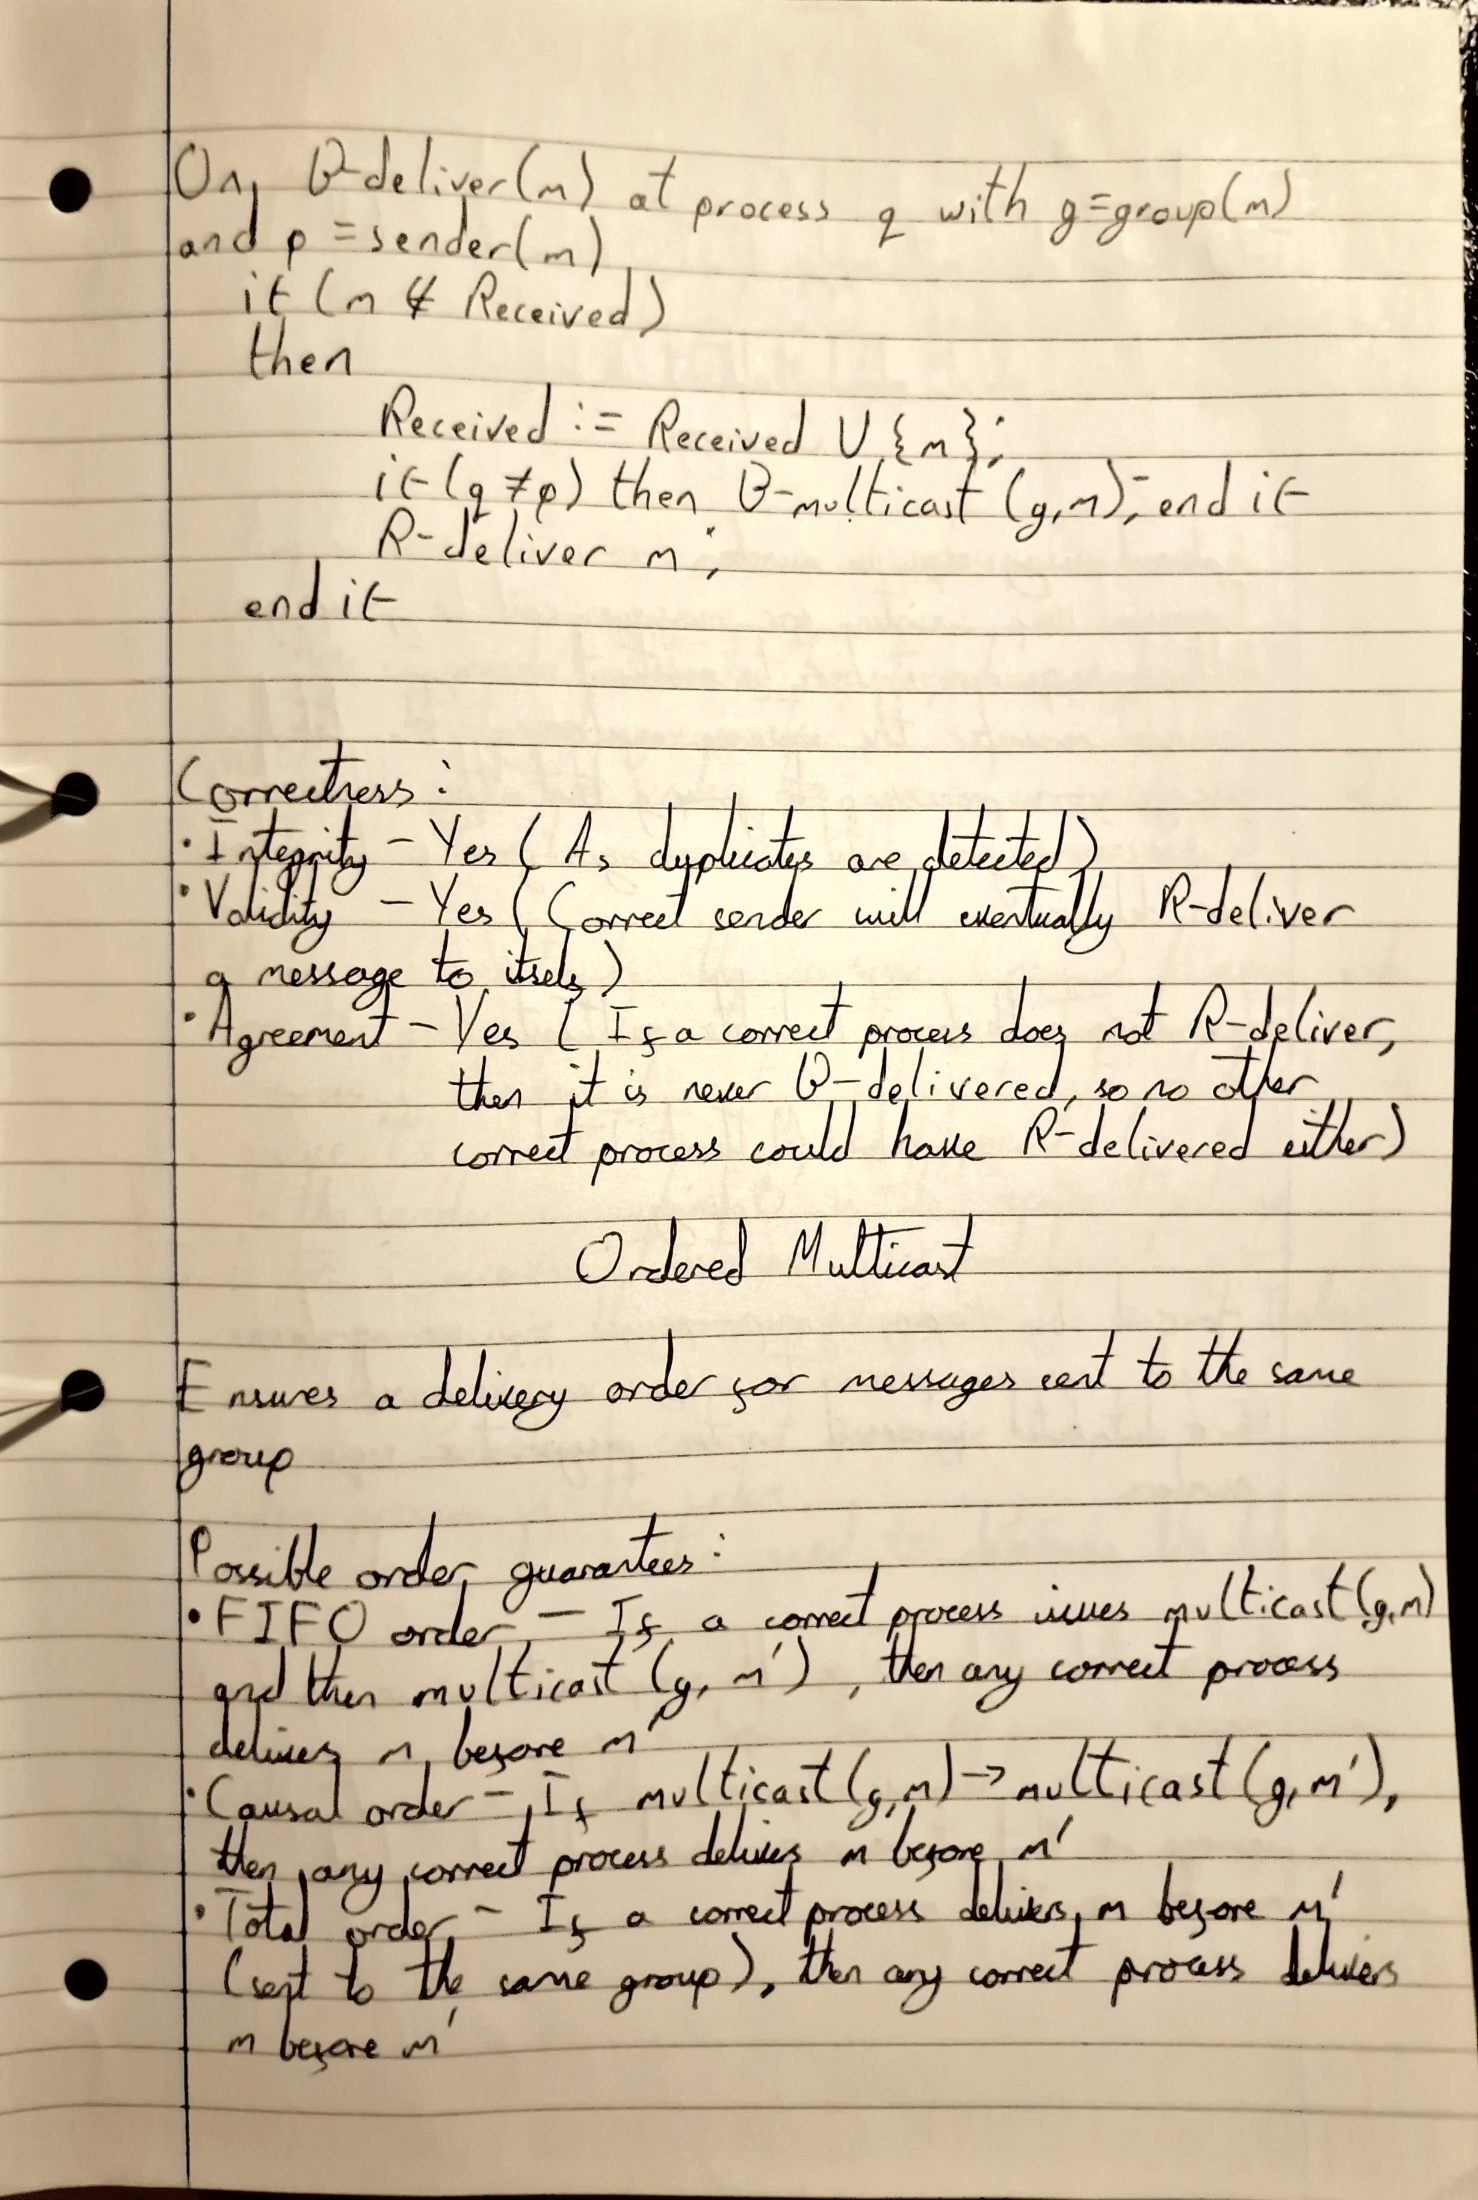 On B-deliver(m) at process q with g=group(m)
and p = sender(m)
if (m ∉ Received)
then
Received := Received ∪ {m};
if (q ≠ p) then B-multicast (g,m); end if
R-deliver m;
end if
Correctness:
• Integrity - Yes (As duplicates are detected)
• Validity - Yes (Correct sender will eventually R-deliver
a message to itself)
• Agreement - Yes (If a correct process does not R-deliver,
then it is never B-delivered, so no other
correct process could have R-delivered either)
Ordered Multicast
Ensures a delivery order for messages sent to the same
group
Possible order guarantees:
• FIFO order - If a correct process issues multicast(g,m)
and then multicast (g, m'), then any correct process
delivers m before m'
• Causal order - If multicast(g,m) → multicast(g,m'),
then any correct process delivers m before m'
• Total order - If a correct process delivers m before m'
(sent to the same group), then any correct process delivers
m before m'